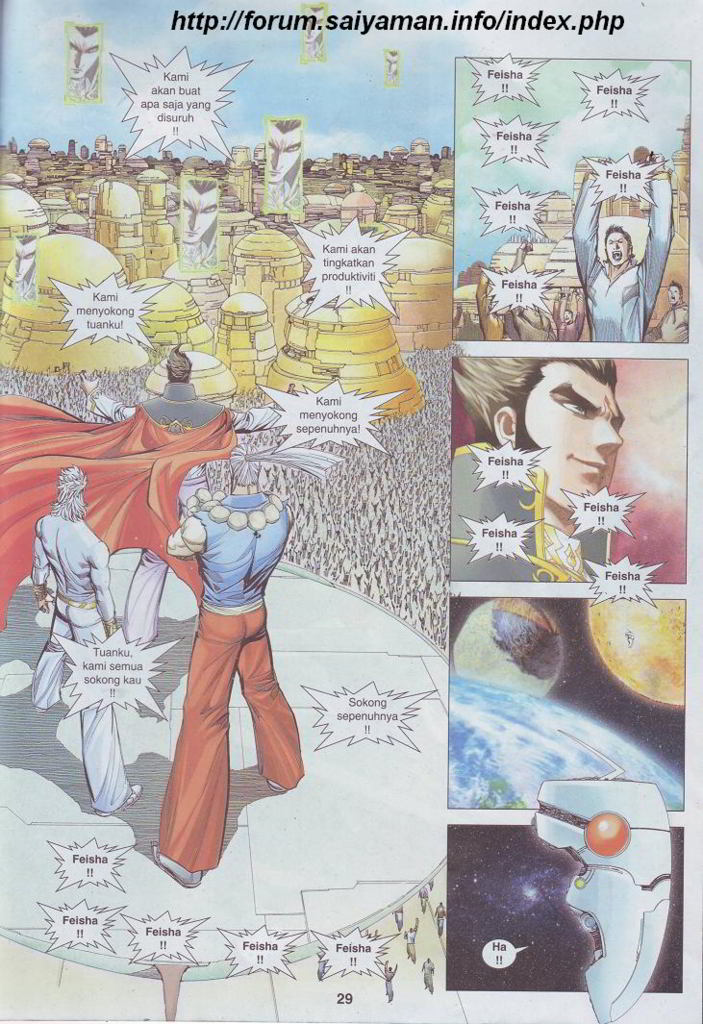 http://forum.saiyaman.info/index.php
Kami
akan buat
apa saja yang
disuruh
!!
Kami akan
tingkatkan
produktiviti
!!
Kami
menyokong
tuanku!
Kami
menyokong
sepenuhnya!
Tuanku,
kami semua
sokong kau
!!
Sokong
sepenuhnya
!!
Feisha
!!
Feisha
!!
Feisha
!!
Feisha
!!
Feisha
!!
Feisha
!!
Feisha
!!
Feisha
!!
Feisha
!!
Feisha
!!
Feisha
!!
Feisha
!!
Feisha
!!
Feisha
!!
Feisha
!!
Ha
!!
29